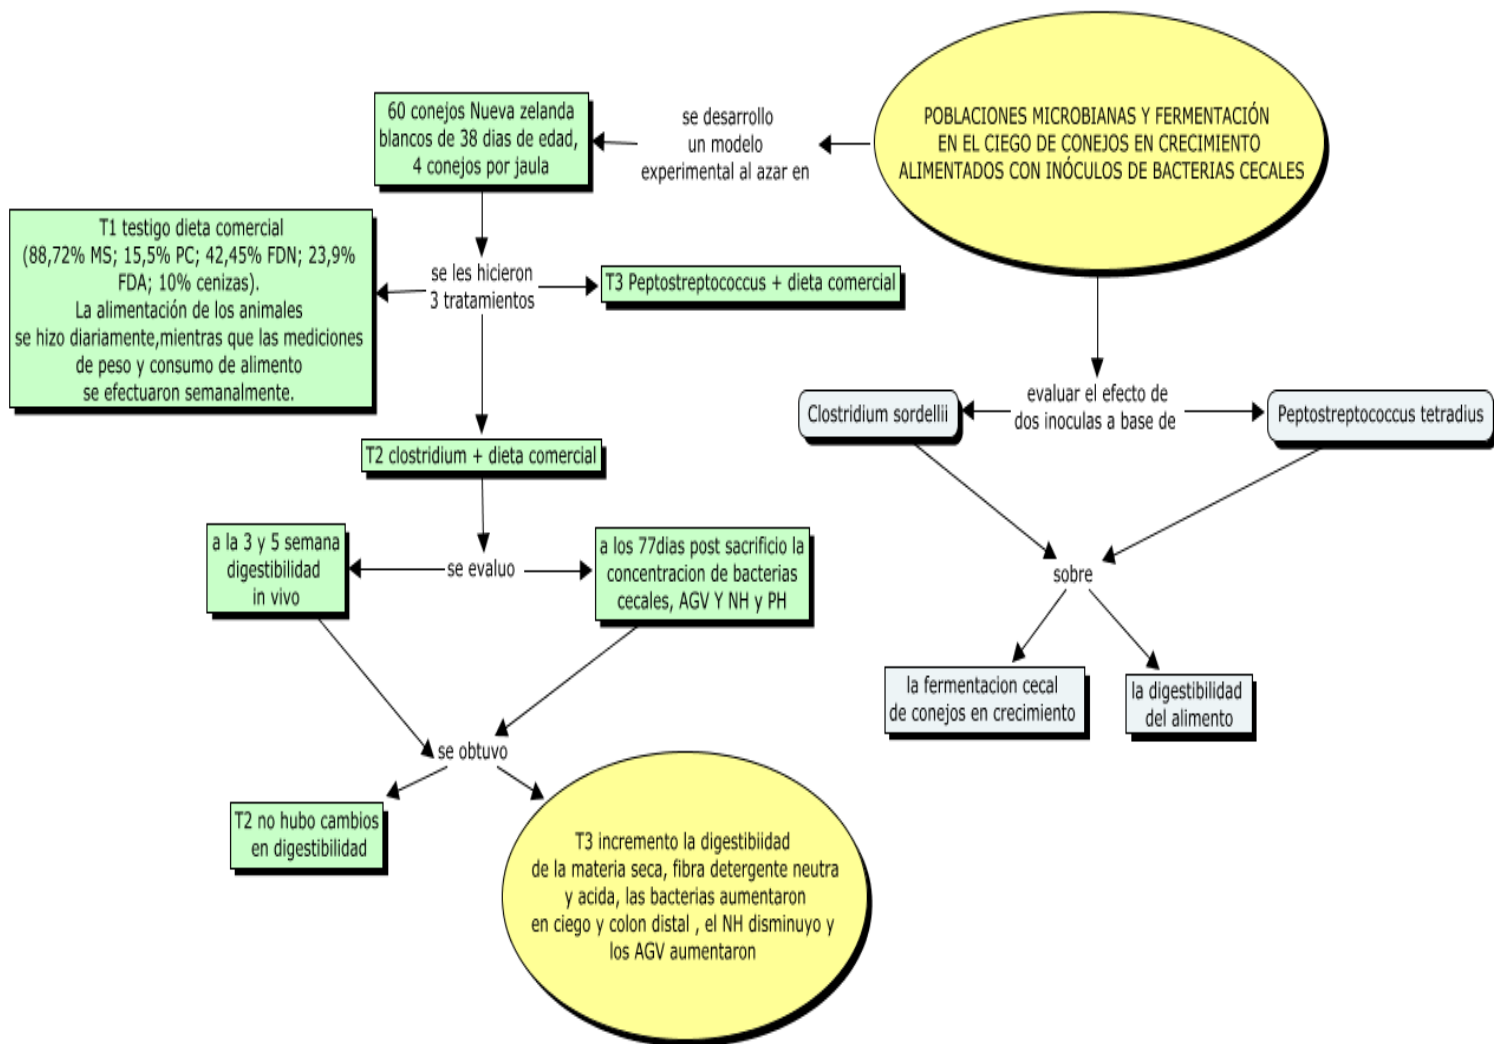 POBLACIONES MICROBIANAS Y FERMENTACIÓN
EN EL CIEGO DE CONEJOS EN CRECIMIENTO
ALIMENTADOS CON INÓCULOS DE BACTERIAS CECALES
se desarrollo
un modelo
experimental al azar en
60 conejos Nueva zelanda
blancos de 38 dias de edad,
4 conejos por jaula
se les hicieron
3 tratamientos
T1 testigo dieta comercial
(88,72% MS; 15,5% PC; 42,45% FDN; 23,9%
FDA; 10% cenizas).
La alimentación de los animales
se hizo diariamente,mientras que las mediciones
de peso y consumo de alimento
se efectuaron semanalmente.
T3 Peptostreptococcus + dieta comercial
T2 clostridium + dieta comercial
se evaluo
a la 3 y 5 semana
digestibilidad
in vivo
a los 77dias post sacrificio la
concentracion de bacterias
cecales, AGV Y NH y PH
se obtuvo
T2 no hubo cambios
en digestibilidad
T3 incremento la digestibiidad
de la materia seca, fibra detergente neutra
y acida, las bacterias aumentaron
en ciego y colon distal , el NH disminuyo y
los AGV aumentaron
evaluar el efecto de
dos inoculas a base de
Clostridium sordellii
Peptostreptococcus tetradius
sobre
la fermentacion cecal
de conejos en crecimiento
la digestibilidad
del alimento